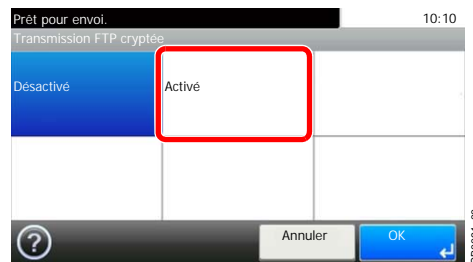 Prêt pour envoi. 10:10
Transmission FTP cryptée
Désactivé Activé
? Annuler OK